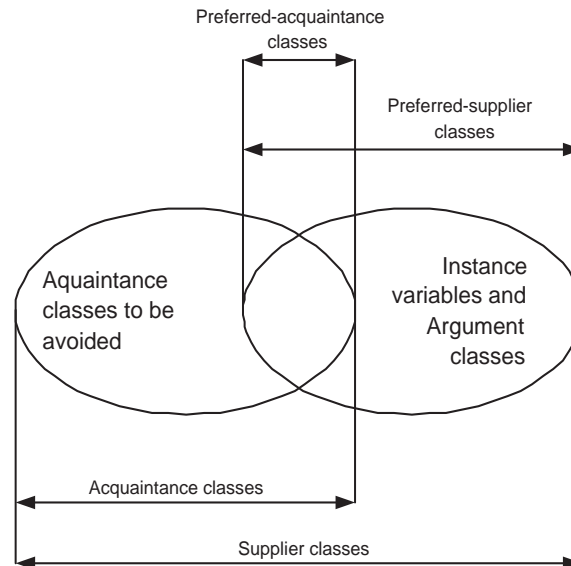 Preferred-acquaintance
classes
Preferred-supplier
classes
Aquaintance
classes to be
avoided
Instance
variables and
Argument
classes
Acquaintance classes
Supplier classes